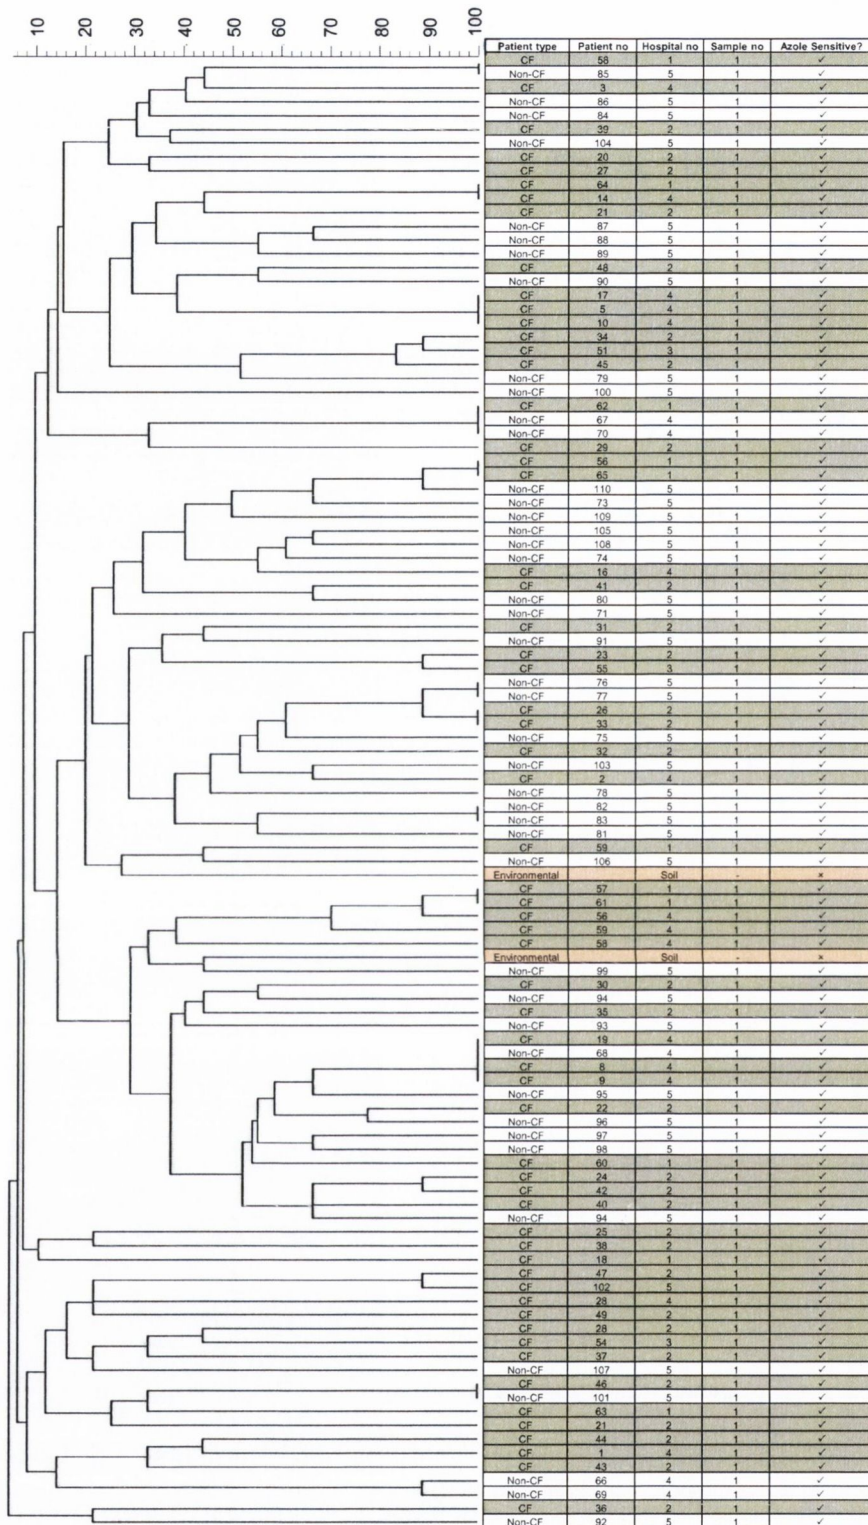 10 20 30 40 50 60 70 80 90 100
Patient type Patient no Hospital no Sample no Azole Sensitive?
CF 58 1 1 ✓
Non-CF 85 5 1 ✓
CF 3 4 1 ✓
Non-CF 86 5 1 ✓
Non-CF 84 5 1 ✓
CF 39 2 1 ✓
Non-CF 104 5 1 ✓
CF 20 2 1 ✓
CF 27 2 1 ✓
CF 64 1 1 ✓
CF 14 4 1 ✓
CF 21 2 1 ✓
Non-CF 87 5 1 ✓
Non-CF 88 5 1 ✓
Non-CF 89 5 1 ✓
CF 48 2 1 ✓
Non-CF 90 5 1 ✓
CF 17 4 1 ✓
CF 5 4 1 ✓
CF 10 4 1 ✓
CF 34 2 1 ✓
CF 51 3 1 ✓
CF 45 2 1 ✓
Non-CF 79 5 1 ✓
Non-CF 100 5 1 ✓
CF 62 1 1 ✓
Non-CF 67 4 1 ✓
Non-CF 70 4 1 ✓
CF 29 2 1 ✓
CF 56 1 1 ✓
CF 65 1 1 ✓
Non-CF 110 5 1 ✓
Non-CF 73 5 ✓
Non-CF 109 5 1 ✓
Non-CF 105 5 1 ✓
Non-CF 108 5 1 ✓
Non-CF 74 5 1 ✓
CF 16 4 1 ✓
CF 41 2 1 ✓
Non-CF 80 5 1 ✓
Non-CF 71 5 1 ✓
CF 31 2 1 ✓
Non-CF 91 5 1 ✓
CF 23 2 1 ✓
CF 55 3 1 ✓
Non-CF 76 5 1 ✓
Non-CF 77 5 1 ✓
CF 26 2 1 ✓
CF 33 2 1 ✓
Non-CF 75 5 1 ✓
CF 32 2 1 ✓
Non-CF 103 5 1 ✓
CF 2 4 1 ✓
Non-CF 78 5 1 ✓
Non-CF 82 5 1 ✓
Non-CF 83 5 1 ✓
Non-CF 81 5 1 ✓
CF 59 1 1 ✓
Non-CF 106 5 1 ✓
Environmental Soil - ×
CF 57 1 1 ✓
CF 61 1 1 ✓
CF 56 4 1 ✓
CF 59 4 1 ✓
CF 58 4 1 ✓
Environmental Soil - ×
Non-CF 99 5 1 ✓
CF 30 2 1 ✓
Non-CF 94 5 1 ✓
CF 35 2 1 ✓
Non-CF 93 5 1 ✓
CF 19 4 1 ✓
Non-CF 68 4 1 ✓
CF 8 4 1 ✓
CF 9 4 1 ✓
Non-CF 95 5 1 ✓
CF 22 2 1 ✓
Non-CF 96 5 1 ✓
Non-CF 97 5 1 ✓
Non-CF 98 5 1 ✓
CF 60 1 1 ✓
CF 24 2 1 ✓
CF 42 2 1 ✓
CF 40 2 1 ✓
Non-CF 94 5 1 ✓
CF 25 2 1 ✓
CF 38 2 1 ✓
CF 18 1 1 ✓
CF 47 2 1 ✓
CF 102 5 1 ✓
CF 28 4 1 ✓
CF 49 2 1 ✓
CF 28 2 1 ✓
CF 54 3 1 ✓
CF 37 2 1 ✓
Non-CF 107 5 1 ✓
CF 46 2 1 ✓
Non-CF 101 5 1 ✓
CF 63 1 1 ✓
CF 21 2 1 ✓
CF 44 2 1 ✓
CF 1 4 1 ✓
CF 43 2 1 ✓
Non-CF 66 4 1 ✓
Non-CF 69 4 1 ✓
CF 36 2 1 ✓
Non-CF 92 5 1 ✓